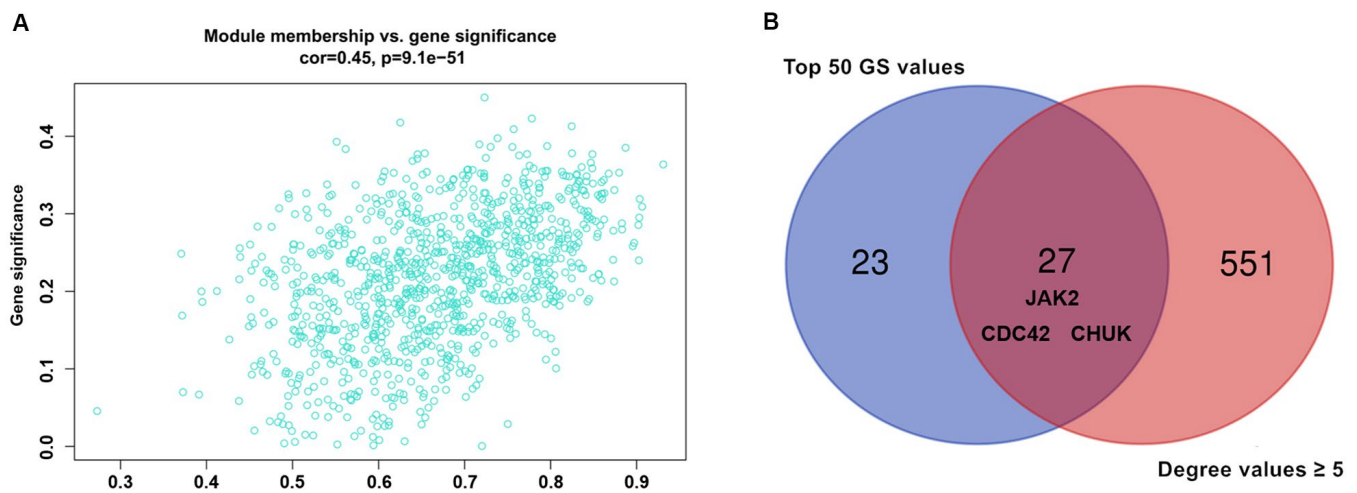 A
Module membership vs. gene significance
cor=0.45, p=9.1e−51
Gene significance
0.4
0.3
0.2
0.1
0.0
0.3 0.4 0.5 0.6 0.7 0.8 0.9
B
Top 50 GS values
23 27 551
JAK2
CDC42 CHUK
Degree values ≥ 5